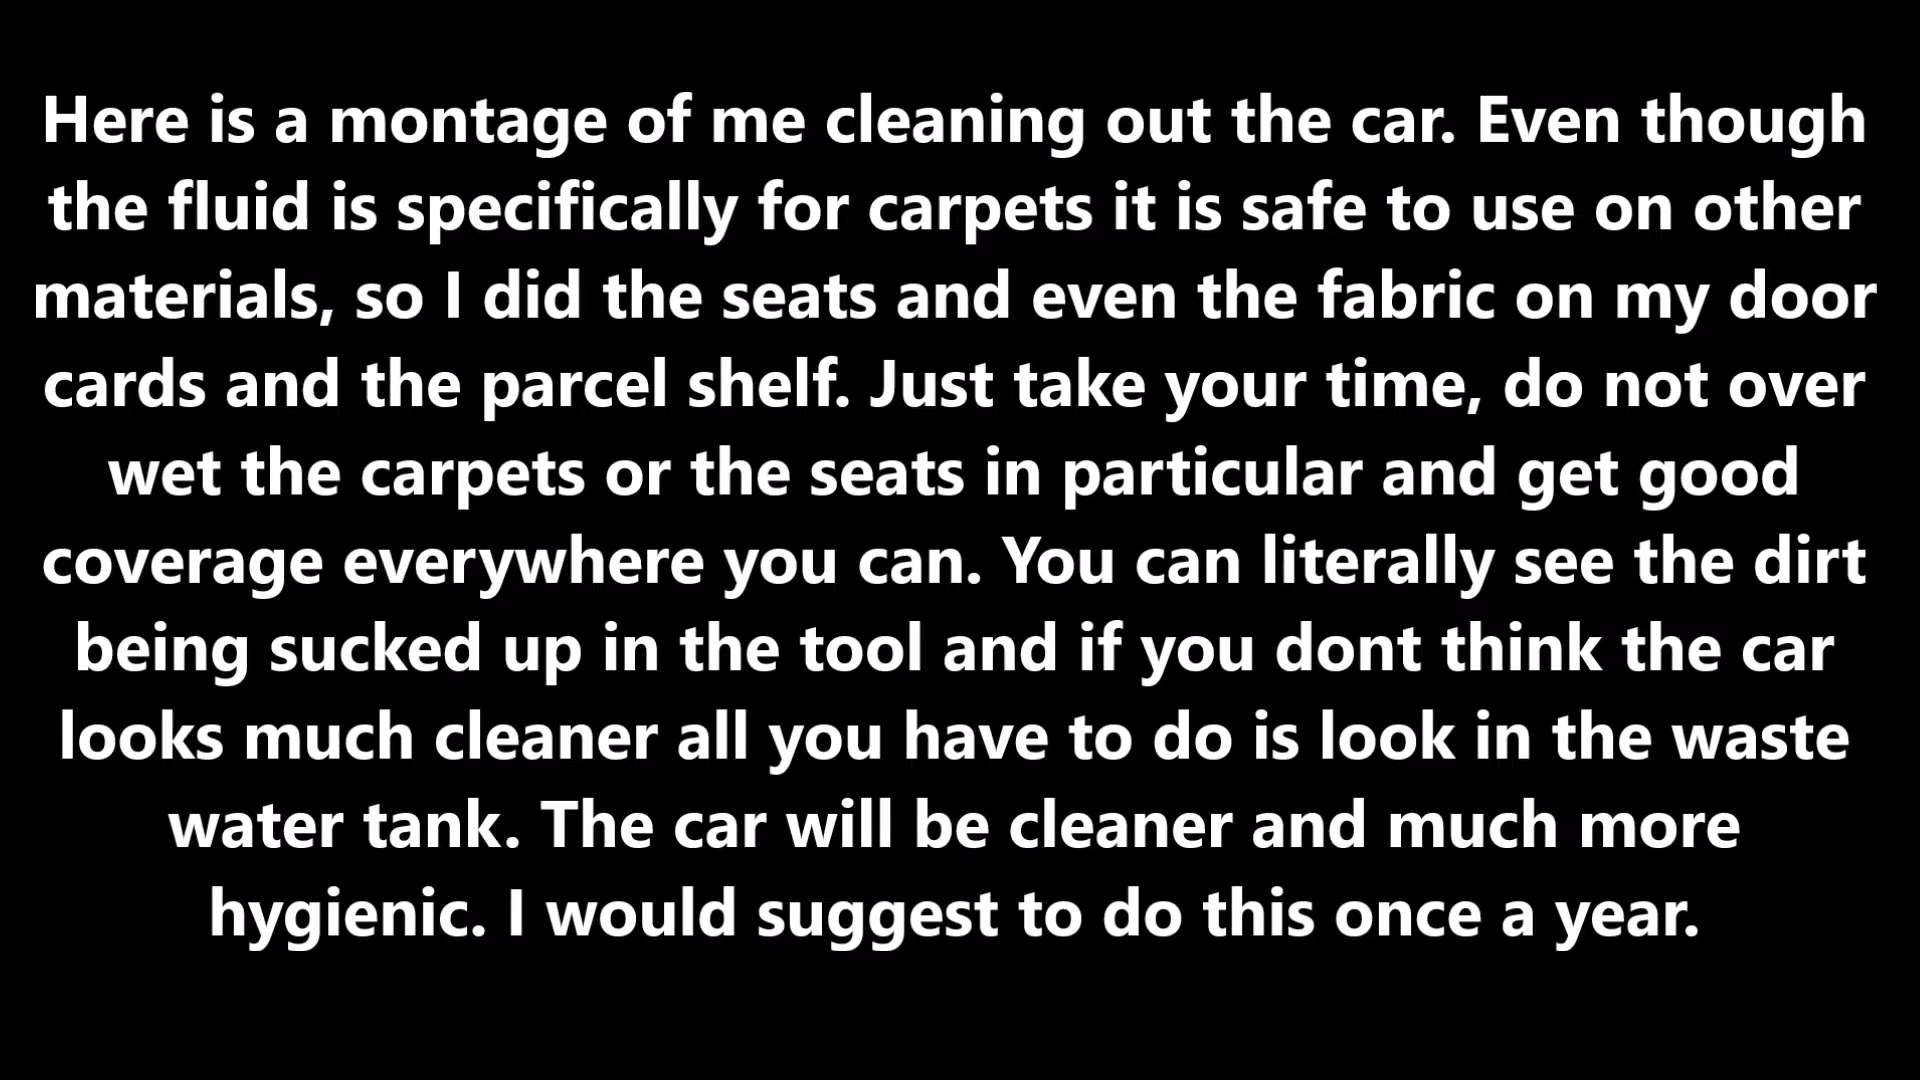 Here is a montage of me cleaning out the car. Even though
the fluid is specifically for carpets it is safe to use on other
materials, so I did the seats and even the fabric on my door
cards and the parcel shelf. Just take your time, do not over
wet the carpets or the seats in particular and get good
coverage everywhere you can. You can literally see the dirt
being sucked up in the tool and if you dont think the car
looks much cleaner all you have to do is look in the waste
water tank. The car will be cleaner and much more
hygienic. I would suggest to do this once a year.